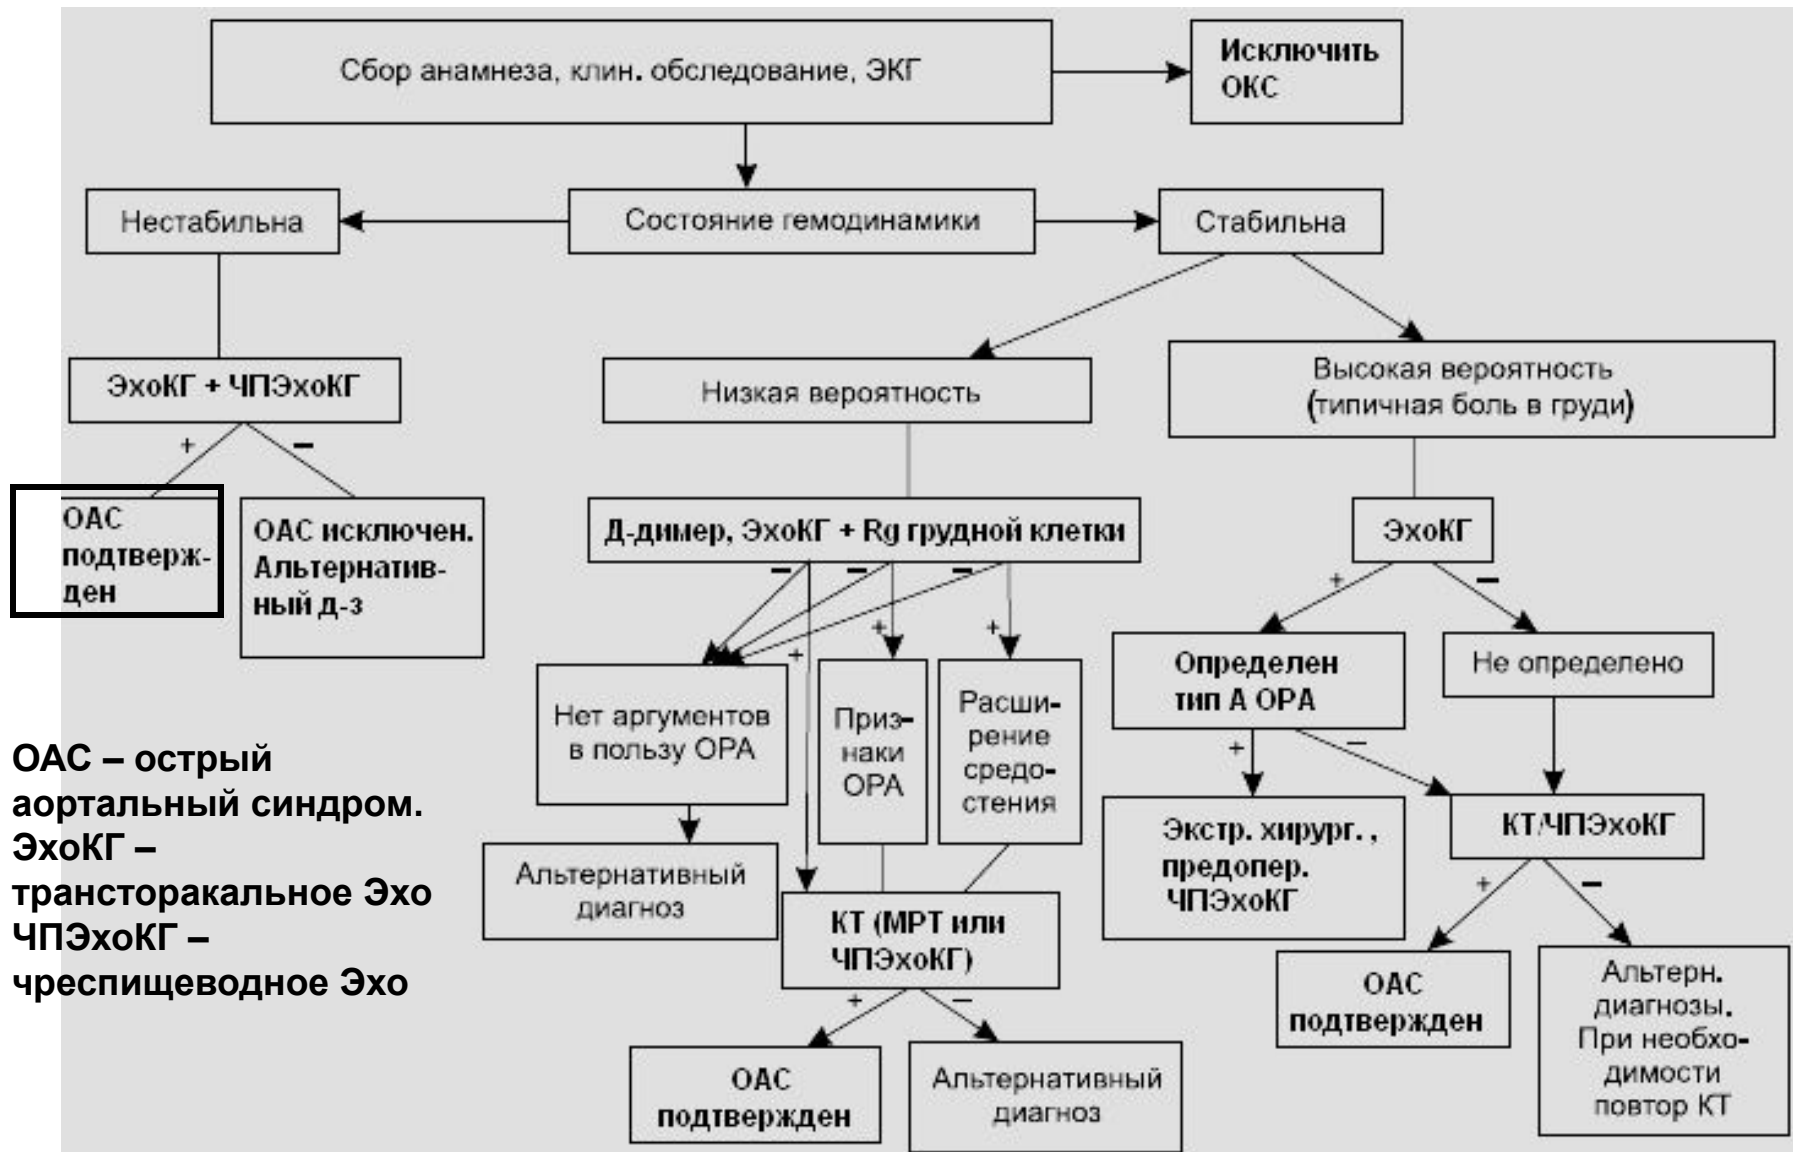 Сбор анамнеза, клин. обследование, ЭКГ
Исключить
ОКС
Нестабильна
Состояние гемодинамики
Стабильна
ЭхоКГ + ЧПЭхоКГ
Низкая вероятность
Высокая вероятность
(типичная боль в груди)
+
–
ОАС
подтверж-
ден
ОАС исключен.
Альтернатив-
ный д-з
Д-димер, ЭхоКГ + Rg грудной клетки
ЭхоКГ
–
–
–
+
+
+
+
–
Нет аргументов
в пользу ОРА
Приз-
наки
ОРА
Расши-
рение
средо-
стения
Определен
тип А ОРА
Не определено
+
–
Альтернативный
диагноз
КТ (МРТ или
ЧПЭхоКГ)
Экстр. хирург. ,
предопер.
ЧПЭхоКГ
КТ/ЧПЭхоКГ
+
–
+
–
ОАС
подтвержден
Альтернативный
диагноз
ОАС
подтвержден
Альтерн.
диагнозы.
При необхо-
димости
повтор КТ
ОАС – острый
аортальный синдром.
ЭхоКГ –
трансторакальное Эхо
ЧПЭхоКГ –
чреспищеводное Эхо